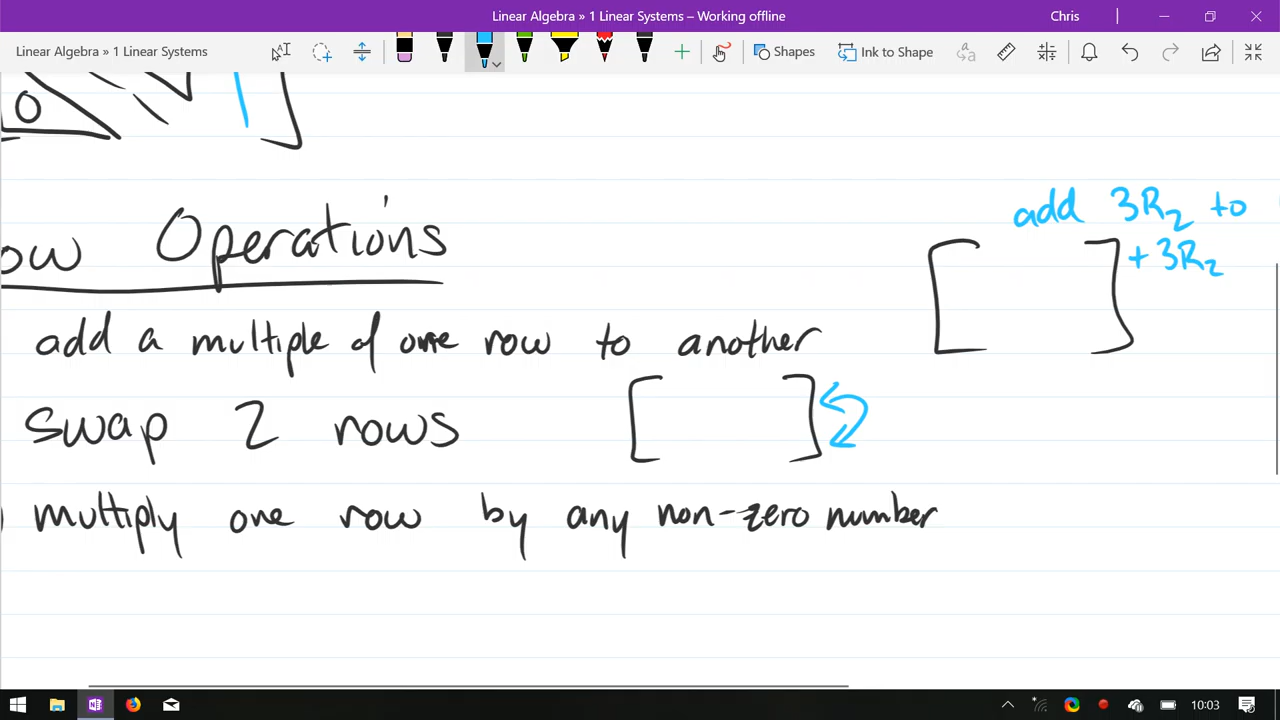 Linear Algebra » 1 Linear Systems – Working offline
Chris
Linear Algebra » 1 Linear Systems
Shapes
Ink to Shape
O
ow Operations
add 3R2 to
+ 3R2
add a multiple of one row to another
swap 2 rows
) multiply one row by any non-zero number
10:03